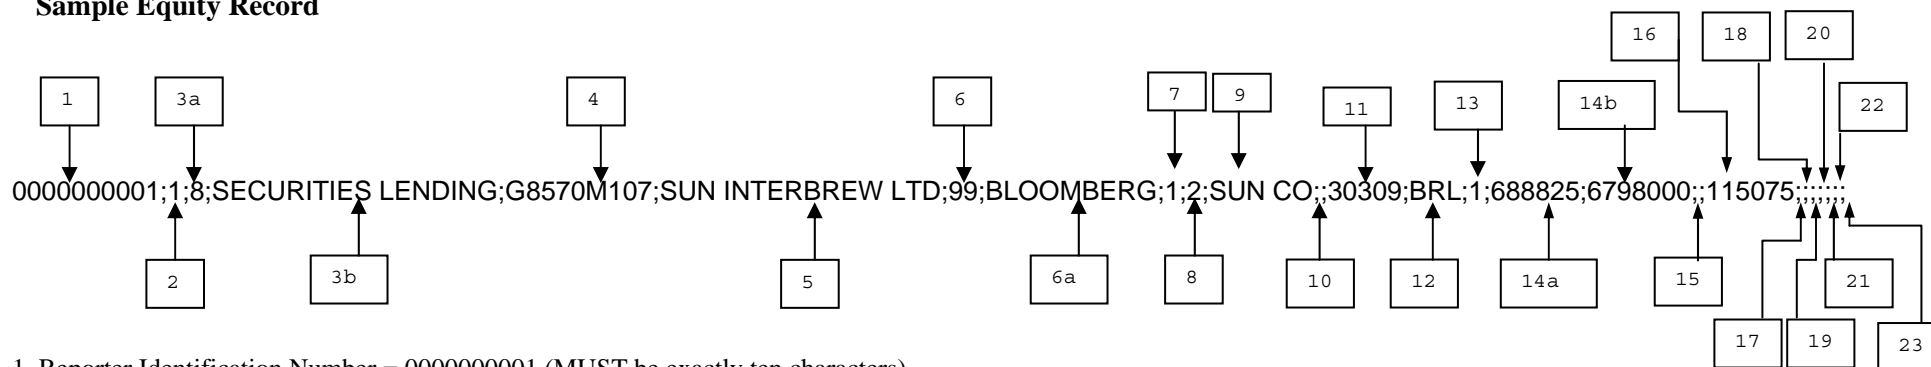 Sample Equity Record
16 18 20
1 3a 4 6 7 9 11 13 14b 22
0000000001;1;8;SECURITIES LENDING;G8570M107;SUN INTERBREW LTD;99;BLOOMBERG;1;2;SUN CO;;30309;BRL;1;688825;6798000;;115075;;;;;;;
2 3b 5 6a 8 10 12 14a 15 21
17 19 23
1. Reporter Identification Number = 0000000001 (MUST be exactly ten characters)